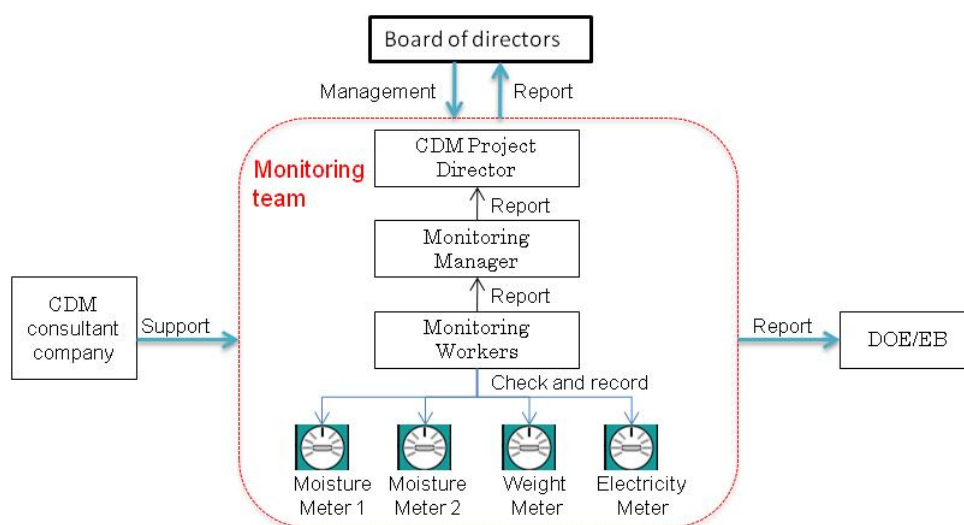 Board of directors
Management
Report
Monitoring
team
CDM Project
Director
Report
Monitoring
Manager
Report
Monitoring
Workers
CDM
consultant
company
Support
Report
DOE/EB
Check and record
Moisture
Meter 1
Moisture
Meter 2
Weight
Meter
Electricity
Meter